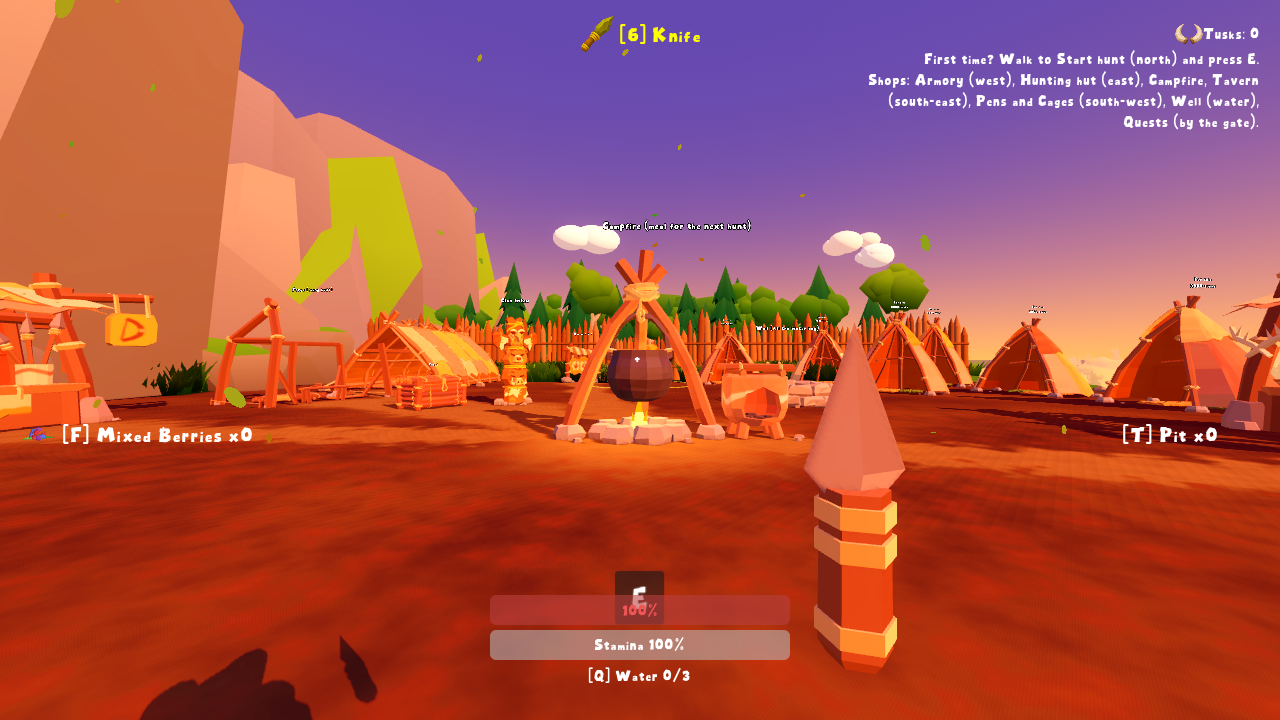 [6] Knife
Tusks: 0
First time? Walk to Start hunt (north) and press E.
Shops: Armory (west), Hunting hut (east), Campfire, Tavern
(south-east), Pens and Cages (south-west), Well (water),
Quests (by the gate).
Campfire (meal for the next hunt)
[F] Mixed Berries x0
[T] Pit x0
E
100%
Stamina 100%
[Q] Water 0/3